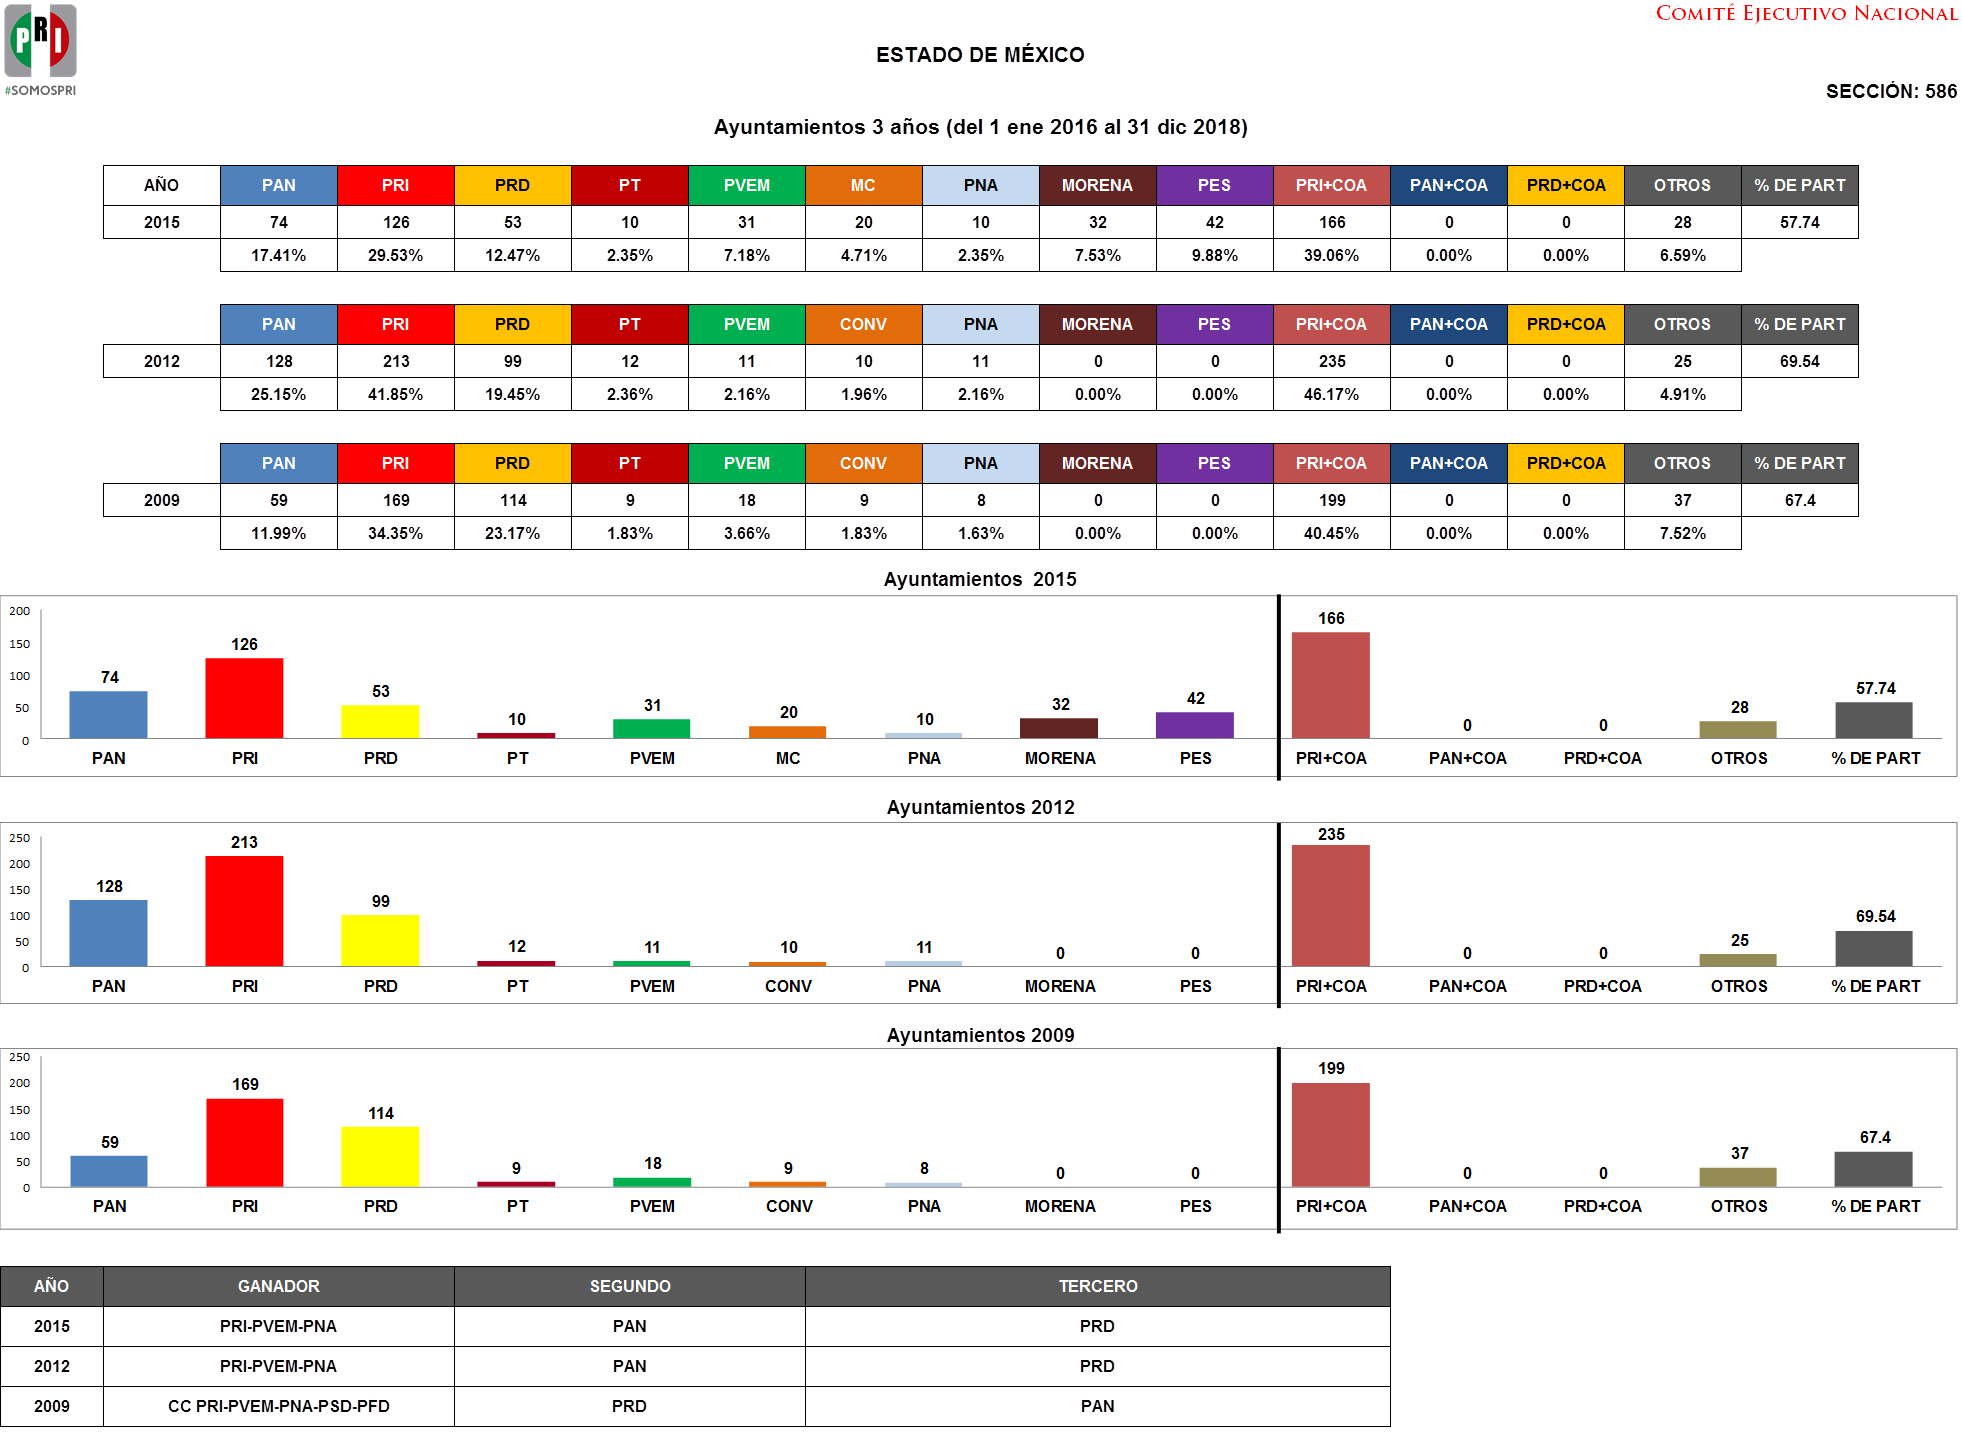 PRI
#SOMOSPRI
COMITÉ EJECUTIVO NACIONAL
ESTADO DE MÉXICO
SECCIÓN: 586
Ayuntamientos 3 años (del 1 ene 2016 al 31 dic 2018)
AÑO PAN PRI PRD PT PVEM MC PNA MORENA PES PRI+COA PAN+COA PRD+COA OTROS % DE PART
2015 74 126 53 10 31 20 10 32 42 166 0 0 28 57.74
17.41% 29.53% 12.47% 2.35% 7.18% 4.71% 2.35% 7.53% 9.88% 39.06% 0.00% 0.00% 6.59%
PAN PRI PRD PT PVEM CONV PNA MORENA PES PRI+COA PAN+COA PRD+COA OTROS % DE PART
2012 128 213 99 12 11 10 11 0 0 235 0 0 25 69.54
25.15% 41.85% 19.45% 2.36% 2.16% 1.96% 2.16% 0.00% 0.00% 46.17% 0.00% 0.00% 4.91%
PAN PRI PRD PT PVEM CONV PNA MORENA PES PRI+COA PAN+COA PRD+COA OTROS % DE PART
2009 59 169 114 9 18 9 8 0 0 199 0 0 37 67.4
11.99% 34.35% 23.17% 1.83% 3.66% 1.83% 1.63% 0.00% 0.00% 40.45% 0.00% 0.00% 7.52%
Ayuntamientos 2015
200
150
100
50
0
74 126 53 10 31 20 10 32 42 166 0 0 28 57.74
PAN PRI PRD PT PVEM MC PNA MORENA PES PRI+COA PAN+COA PRD+COA OTROS % DE PART
Ayuntamientos 2012
250
200
150
100
50
0
128 213 99 12 11 10 11 0 0 235 0 0 25 69.54
PAN PRI PRD PT PVEM CONV PNA MORENA PES PRI+COA PAN+COA PRD+COA OTROS % DE PART
Ayuntamientos 2009
250
200
150
100
50
0
59 169 114 9 18 9 8 0 0 199 0 0 37 67.4
PAN PRI PRD PT PVEM CONV PNA MORENA PES PRI+COA PAN+COA PRD+COA OTROS % DE PART
AÑO GANADOR SEGUNDO TERCERO
2015 PRI-PVEM-PNA PAN PRD
2012 PRI-PVEM-PNA PAN PRD
2009 CC PRI-PVEM-PNA-PSD-PFD PRD PAN